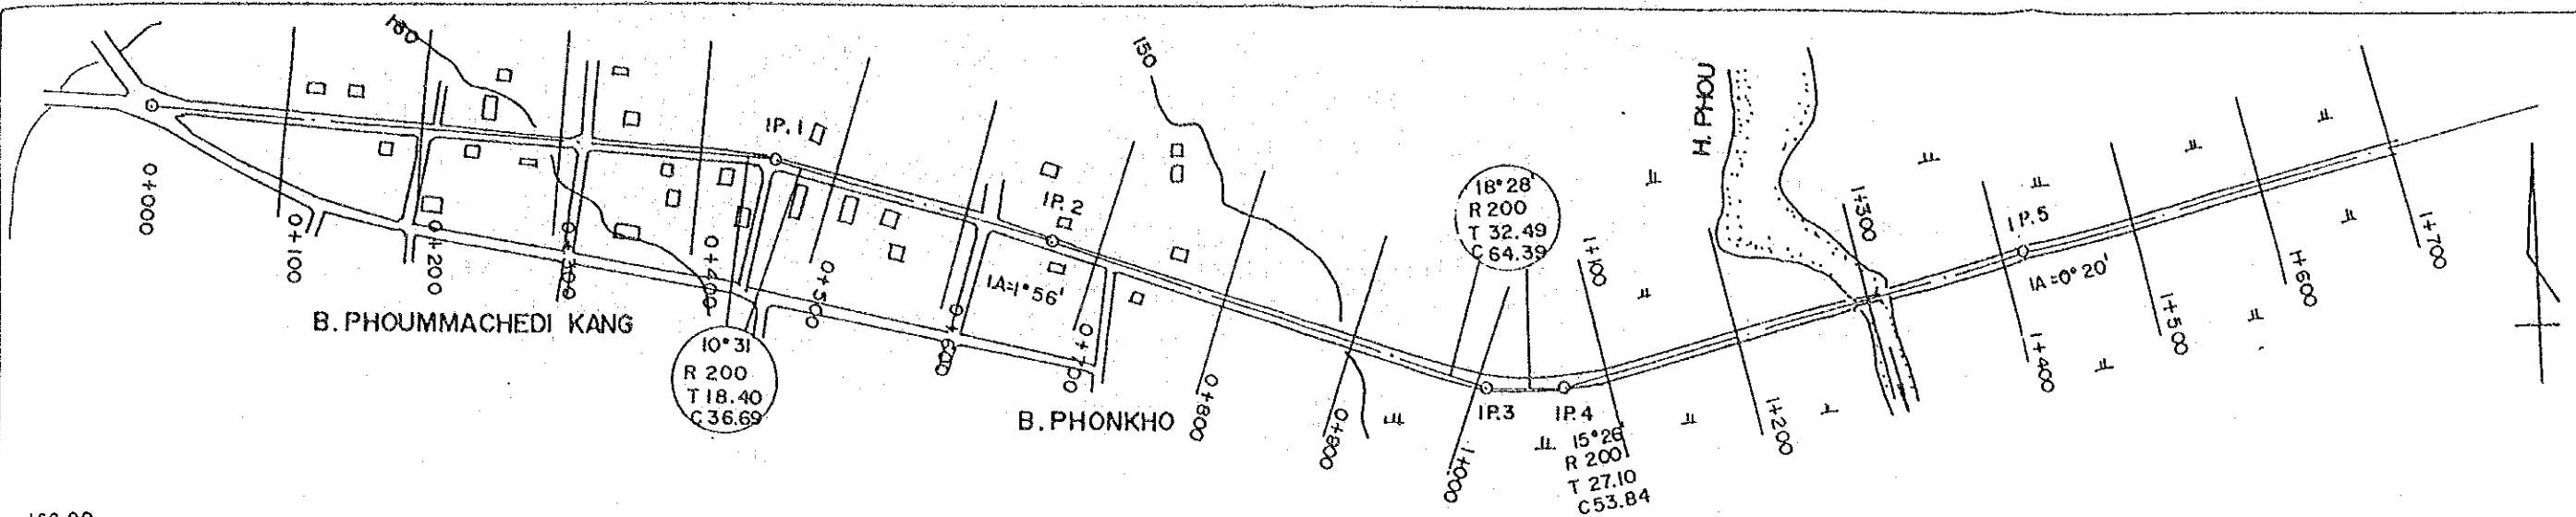 150
150
H. PHOU
IP. 1
IP. 2
IA=1°56'
18°28'
R 200
T 32.49
C 64.39
IP.5
IA=0°20'
0+000
0+100
0+200
0+300
0+400
0+500
0+600
0+700
0+800
0+900
1+000
1+100
1+200
1+300
1+400
1+500
1+600
1+700
B. PHOUMMACHEDI KANG
10°31
R 200
T 18.40
C 36.69
B. PHONKHO
IP.3
IP.4
15°26'
R 200
T 27.10
C 53.84